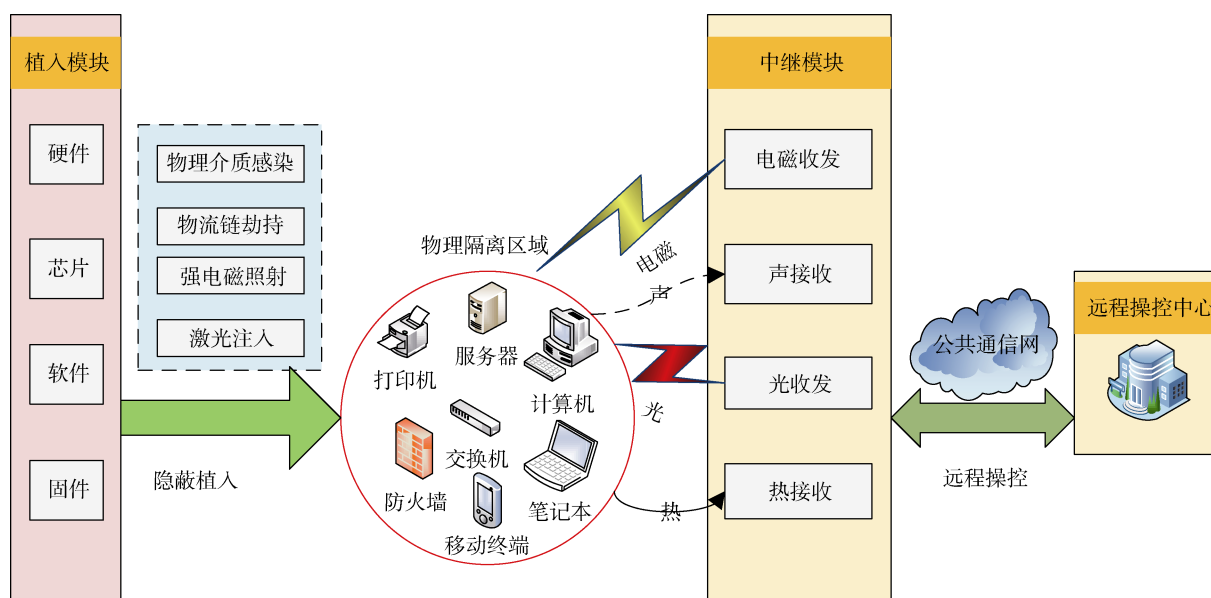 植入模块
硬件
芯片
软件
固件
物理介质感染
物流链劫持
强电磁照射
激光注入
隐蔽植入
物理隔离区域
打印机
服务器
计算机
交换机
防火墙
笔记本
移动终端
电磁
声
光
热
中继模块
电磁收发
声接收
光收发
热接收
公共通信网
远程操控
远程操控中心